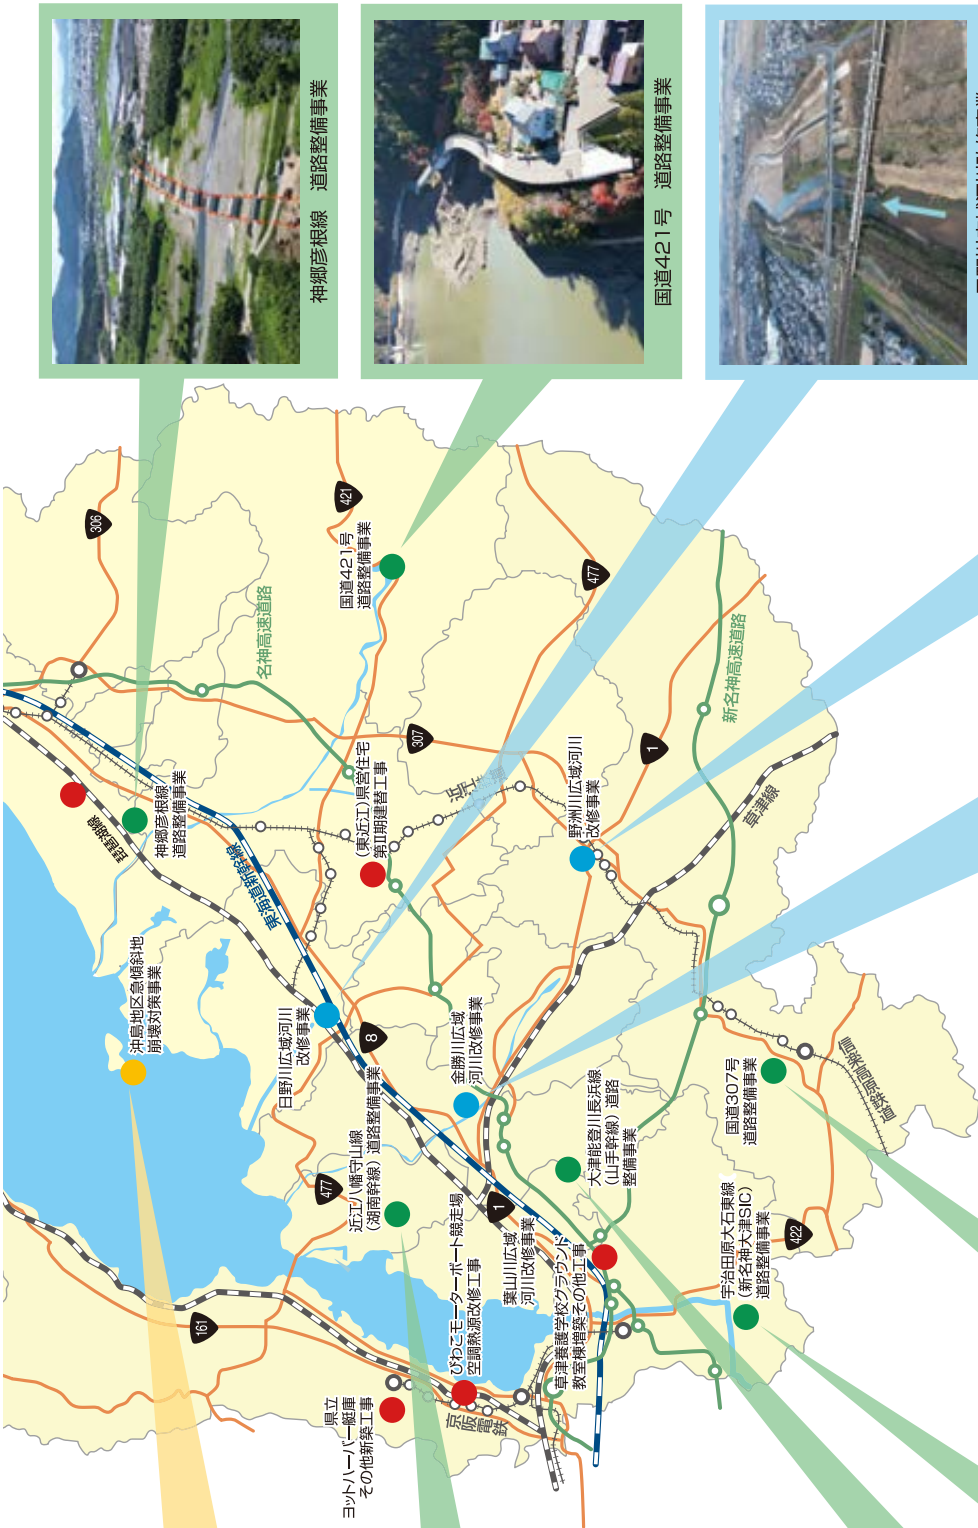 神郷彦根線 道路整備事業
国道421号 道路整備事業
306
421
国道421号
道路整備事業
名神高速道路
477
307
1
新名神高速道路
神郷彦根線
道路整備事業
琵琶湖線
東海道新幹線
(東近江)県営住宅
第Ⅱ期建替工事
野洲川広域河川
改修事業
草津線
沖島地区急傾斜地
崩壊対策事業
日野川広域河川
改修事業
8
金勝川広域
河川改修事業
国道307号
道路整備事業
信楽高原鉄道
大津能登川長浜線
(山手幹線)道路
整備事業
477
近江八幡守山線
(湖南幹線)道路整備事業
1
葉山川広域
河川改修事業
422
宇治田原大石東線
(新名神大津SIC)
道路整備事業
161
びわこモーターボート競走場
空調熱源改修工事
草津養護学校グラウンド
教室棟増築その他工事
県立
ヨットハーバー艇庫
その他新築工事
京阪電鉄